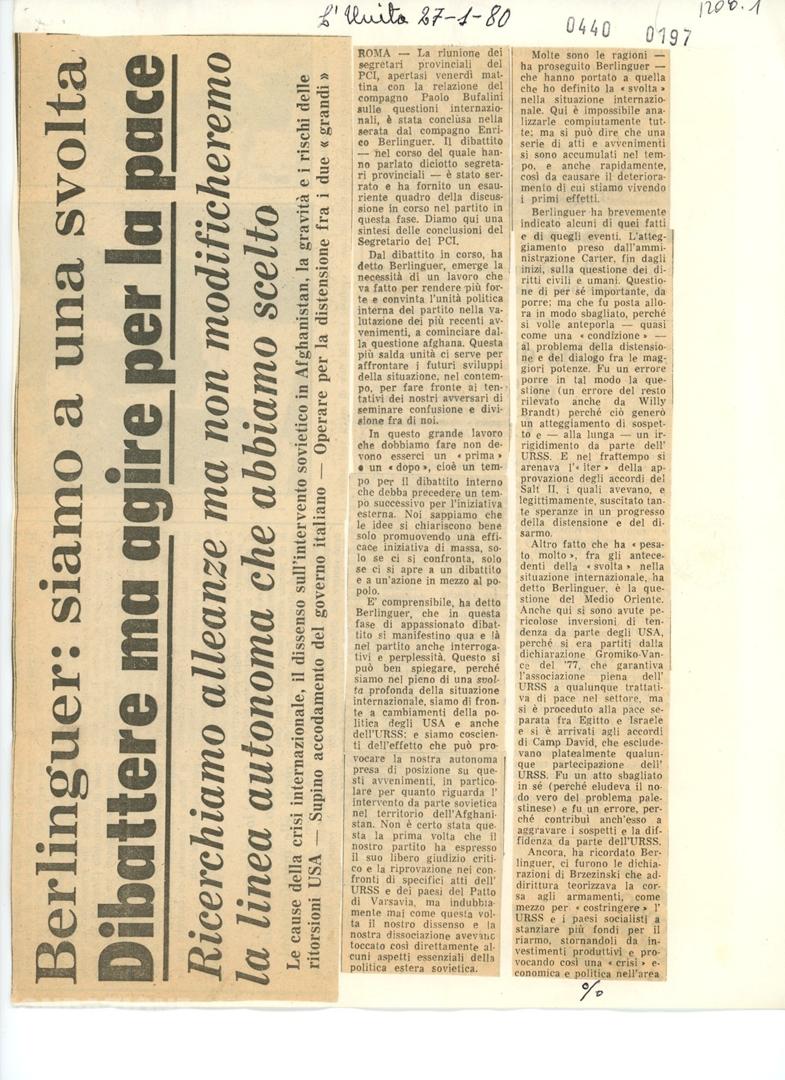 L'Unità 27-1-80
0440 0197
1206.1
Berlinguer: siamo a una svolta
Dibattere ma agire per la pace
Ricerchiamo alleanze ma non modificheremo
la linea autonoma che abbiamo scelto
Le cause della crisi internazionale, il dissenso sull'intervento sovietico in Afghanistan, la gravità e i rischi delle
ritorsioni USA — Supino accodamento del governo italiano — Operare per la distensione fra i due « grandi »
ROMA — La riunione dei
segretari provinciali del
PCI, apertasi venerdì mat-
tina con la relazione del
compagno Paolo Bufalini
sulle questioni internazio-
nali, è stata conclusa nella
serata dal compagno Enri-
co Berlinguer. Il dibattito
— nel corso del quale han-
no parlato diciotto segreta-
ri provinciali — è stato ser-
rato e ha fornito un esau-
riente quadro della discus-
sione in corso nel partito in
questa fase. Diamo qui una
sintesi delle conclusioni del
Segretario del PCI.
Dal dibattito in corso, ha
detto Berlinguer, emerge la
necessità di un lavoro che
va fatto per rendere più for-
te e convinta l'unità politica
interna del partito nella va-
lutazione dei più recenti av-
venimenti, a cominciare dal-
la questione afghana. Questa
più salda unità ci serve per
affrontare i futuri sviluppi
della situazione, nel contem-
po, per fare fronte ai ten-
tativi dei nostri avversari di
seminare confusione e divi-
sione fra di noi.
In questo grande lavoro
che dobbiamo fare non de-
vono esserci un « prima »
e un « dopo », cioè un tem-
po per il dibattito interno
che debba precedere un tem-
po successivo per l'iniziativa
esterna. Noi sappiamo che
le idee si chiariscono bene
solo promuovendo una effi-
cace iniziativa di massa, so-
lo se ci si confronta, solo
se ci si apre a un dibattito
e a un'azione in mezzo al po-
polo.
E' comprensibile, ha detto
Berlinguer, che in questa
fase di appassionato dibat-
tito si manifestino qua e là
nel partito anche interroga-
tivi e perplessità. Questo si
può ben spiegare, perché
siamo nel pieno di una svol-
ta profonda della situazione
internazionale, siamo di fron-
te a cambiamenti della po-
litica degli USA e anche
dell'URSS: e siamo coscien-
ti dell'effetto che può pro-
vocare la nostra autonoma
presa di posizione su que-
sti avvenimenti, in partico-
lare per quanto riguarda l'
intervento da parte sovietica
nel territorio dell'Afghani-
stan. Non è certo stata que-
sta la prima volta che il
nostro partito ha espresso
il suo libero giudizio criti-
co e la riprovazione nei con-
fronti di specifici atti dell'
URSS e dei paesi del Patto
di Varsavia, ma indubbia-
mente mai come questa vol-
ta il nostro dissenso e la
nostra dissociazione avevano
toccato così direttamente al-
cuni aspetti essenziali della
politica estera sovietica.
Molte sono le ragioni —
ha proseguito Berlinguer —
che hanno portato a quella
che ho definito la « svolta »
nella situazione internazio-
nale. Qui è impossibile ana-
lizzarle compiutamente tut-
te; ma si può dire che una
serie di atti e avvenimenti
si sono accumulati nel tem-
po, e anche rapidamente,
così da causare il deteriora-
mento di cui stiamo vivendo
i primi effetti.
Berlinguer ha brevemente
indicato alcuni di quei fatti
e di quegli eventi. L'atteg-
giamento preso dall'ammi-
nistrazione Carter, fin dagli
inizi, sulla questione dei di-
ritti civili e umani. Questio-
ne di per sé importante, da
porre; ma che fu posta allora
in modo sbagliato, perché
si volle anteporla — quasi
come una « condizione » —
al problema della distensio-
ne e del dialogo fra le mag-
giori potenze. Fu un errore
porre in tal modo la que-
stione (un errore del resto
rilevato anche da Willy
Brandt) perché ciò generò
un atteggiamento di sospet-
to e — alla lunga — un ir-
rigidimento da parte dell'
URSS. E nel frattempo si
arenava l'« iter » della ap-
provazione degli accordi del
Salt II, i quali avevano, e
legittimamente, suscitato tan-
te speranze in un progresso
della distensione e del di-
sarmo.
Altro fatto che ha « pesa-
to molto », fra gli antece-
denti della « svolta » nella
situazione internazionale, ha
detto Berlinguer, è la que-
stione del Medio Oriente.
Anche qui si sono avute pe-
ricolose inversioni di ten-
denza da parte degli USA,
perché si era partiti dalla
dichiarazione Gromiko-Van-
ce del '77, che garantiva
l'associazione piena dell'
URSS a qualunque trattati-
va di pace nel settore, ma
si è proceduto alla pace se-
parata fra Egitto e Israele
e si è arrivati agli accordi
di Camp David, che esclude-
vano platealmente qualun-
que partecipazione dell'
URSS. Fu un atto sbagliato
in sé (perché eludeva il no-
do vero del problema pale-
stinese) e fu un errore, per-
ché contribuì anch'esso a
aggravare i sospetti e la dif-
fidenza da parte dell'URSS.
Ancora, ha ricordato Ber-
linguer, ci furono le dichia-
razioni di Brzezinski che ad-
dirittura teorizzava la cor-
sa agli armamenti, come
mezzo per « costringere » l'
URSS e i paesi socialisti a
stanziare più fondi per il
riarmo, stornandoli da in-
vestimenti produttivi e pro-
vocando così una « crisi » e-
conomica e politica nell'area
%